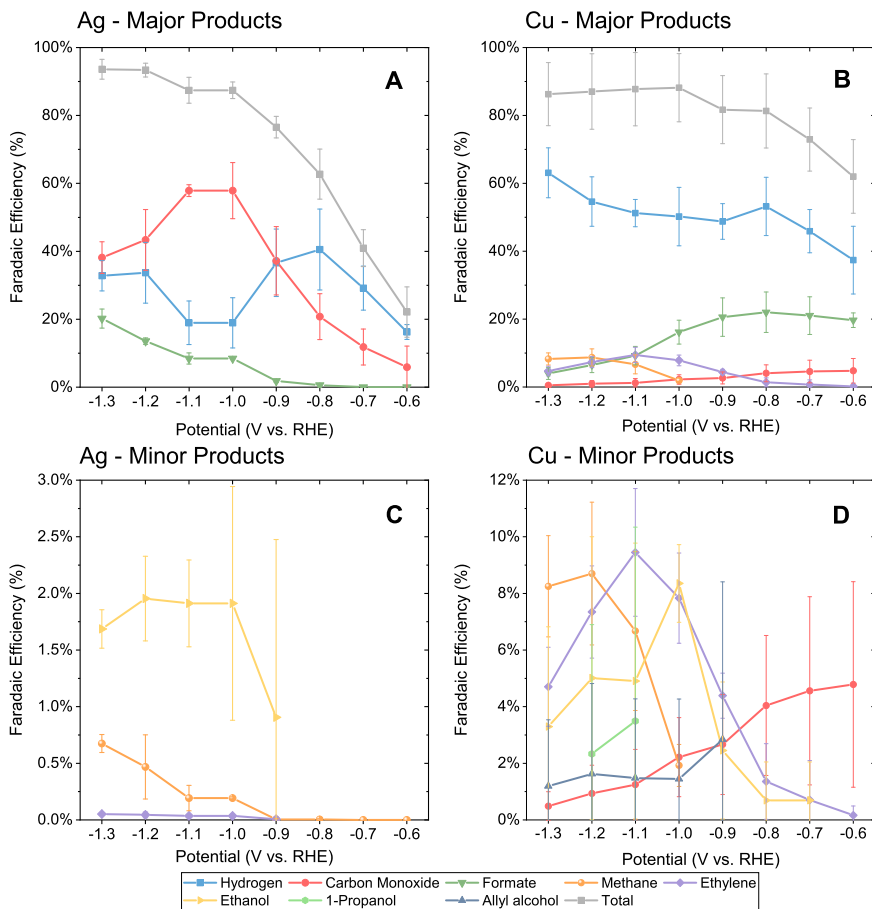 Ag - Major Products
Cu - Major Products
100%
80%
60%
40%
20%
0%
Faradaic Efficiency (%)
A
-1.3 -1.2 -1.1 -1.0 -0.9 -0.8 -0.7 -0.6
Potential (V vs. RHE)
100%
80%
60%
40%
20%
0%
Faradaic Efficiency (%)
B
-1.3 -1.2 -1.1 -1.0 -0.9 -0.8 -0.7 -0.6
Potential (V vs. RHE)
Ag - Minor Products
Cu - Minor Products
3.0%
2.5%
2.0%
1.5%
1.0%
0.5%
0.0%
Faradaic Efficiency (%)
C
-1.3 -1.2 -1.1 -1.0 -0.9 -0.8 -0.7 -0.6
Potential (V vs. RHE)
12%
10%
8%
6%
4%
2%
0%
Faradaic Efficiency (%)
D
-1.3 -1.2 -1.1 -1.0 -0.9 -0.8 -0.7 -0.6
Potential (V vs. RHE)
Hydrogen Carbon Monoxide Formate Methane Ethylene
Ethanol 1-Propanol Allyl alcohol Total